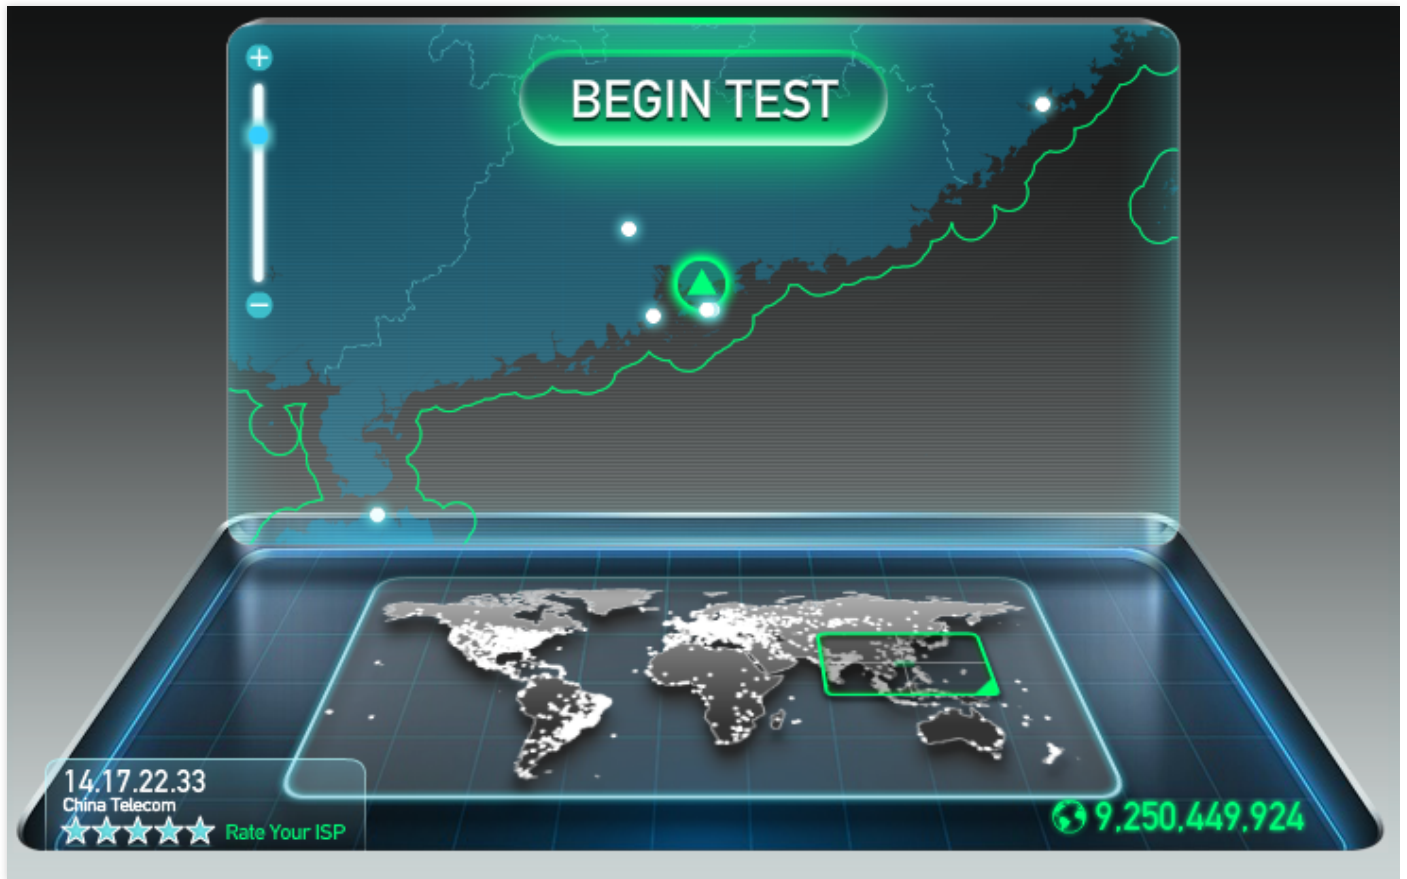 BEGIN TEST
14.17.22.33
China Telecom
Rate Your ISP
9,250,449,924